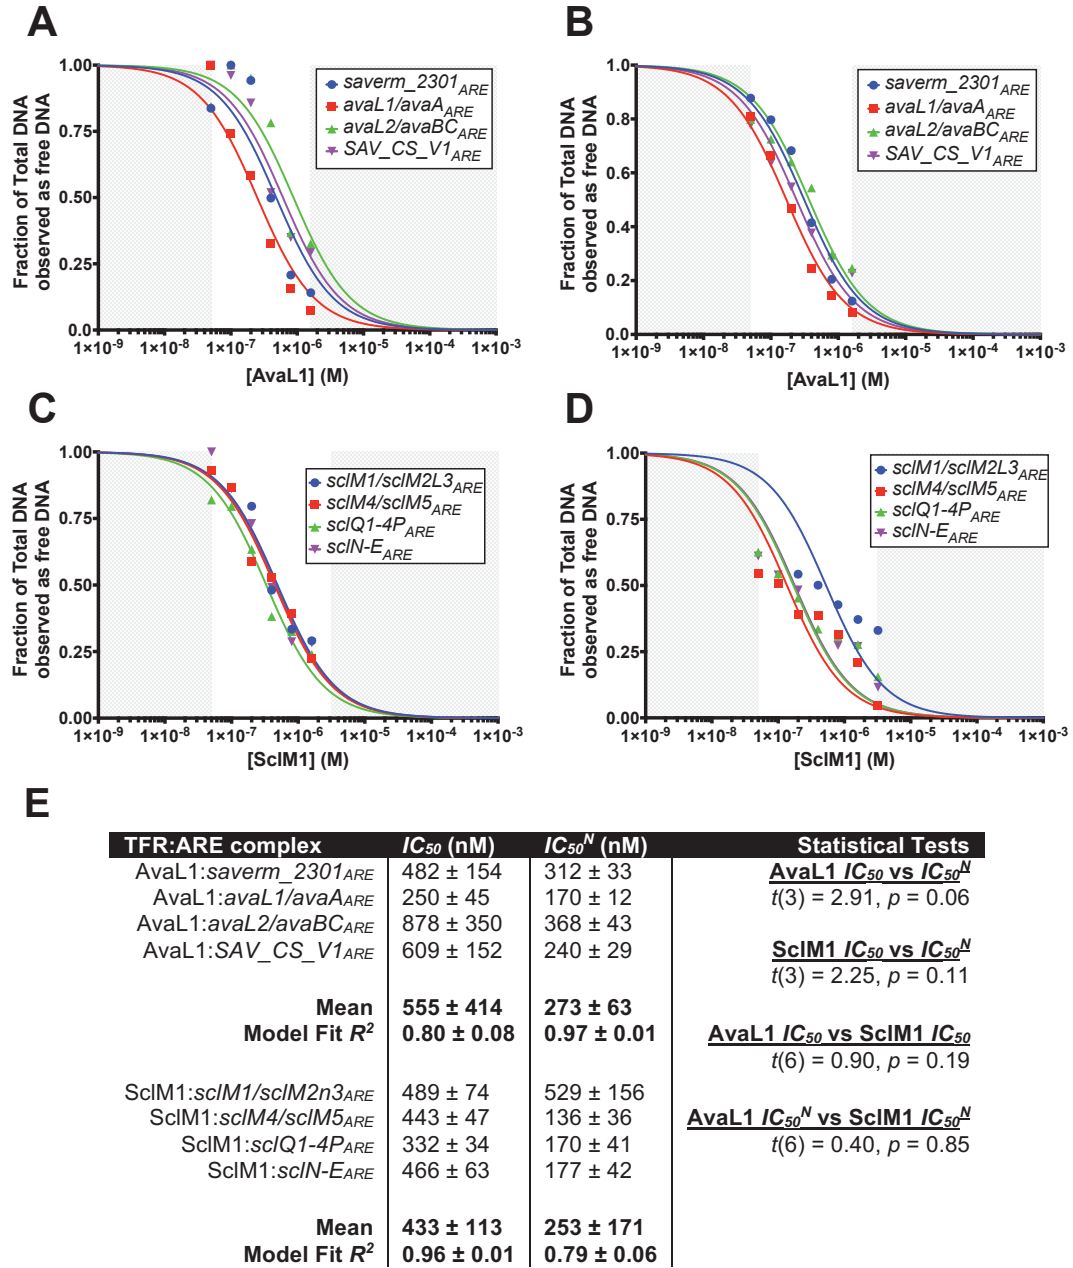 A
Fraction of Total DNA
observed as free DNA
1.00
0.75
0.50
0.25
0.0
1×10-9 1×10-8 1×10-7 1×10-6 1×10-5 1×10-4 1×10-3
[AvaL1] (M)
saverm_2301ARE
avaL1/avaAARE
avaL2/avaBCARE
SAV_CS_V1ARE
B
Fraction of Total DNA
observed as free DNA
1.0
0.8
0.6
0.4
0.2
0.0
1×10-9 1×10-8 1×10-7 1×10-6 1×10-5 1×10-4 1×10-3
[AvaL1] (M)
saverm_2301ARE
avaL1/avaAARE
avaL2/avaBCARE
SAV_CS_V1ARE
C
Fraction of Total DNA
observed as free DNA
1.00
0.75
0.50
0.25
0.00
1×10-9 1×10-8 1×10-7 1×10-6 1×10-5 1×10-4 1×10-3
[SclM1] (M)
sclM1/sclM2L3ARE
sclM4/sclM5ARE
sclQ1-4PARE
sclN-EARE
D
Fraction of Total DNA
observed as free DNA
1.00
0.75
0.50
0.25
0.00
1×10-9 1×10-8 1×10-7 1×10-6 1×10-5 1×10-4 1×10-3
[SclM1] (M)
sclM1/sclM2L3ARE
sclM4/sclM5ARE
sclQ1-4PARE
sclN-EARE
E
TFR:ARE complex IC50 (nM) IC50N (nM) Statistical Tests
AvaL1:saverm_2301ARE 482 ± 154 312 ± 33 AvaL1 IC50 vs IC50N
AvaL1:avaL1/avaAARE 250 ± 45 170 ± 12 t(3) = 2.91, p = 0.06
AvaL1:avaL2/avaBCARE 878 ± 350 368 ± 43
AvaL1:SAV_CS_V1ARE 609 ± 152 240 ± 29 SclM1 IC50 vs IC50N
t(3) = 2.25, p = 0.11
Mean 555 ± 414 273 ± 63
Model Fit R2 0.80 ± 0.08 0.97 ± 0.01 AvaL1 IC50 vs SclM1 IC50
t(6) = 0.90, p = 0.19
SclM1:sclM1/sclM2n3ARE 489 ± 74 529 ± 156
SclM1:sclM4/sclM5ARE 443 ± 47 136 ± 36 AvaL1 IC50N vs SclM1 IC50N
SclM1:sclQ1-4PARE 332 ± 34 170 ± 41 t(6) = 0.40, p = 0.85
SclM1:sclN-EARE 466 ± 63 177 ± 42
Mean 433 ± 113 253 ± 171
Model Fit R2 0.96 ± 0.01 0.79 ± 0.06